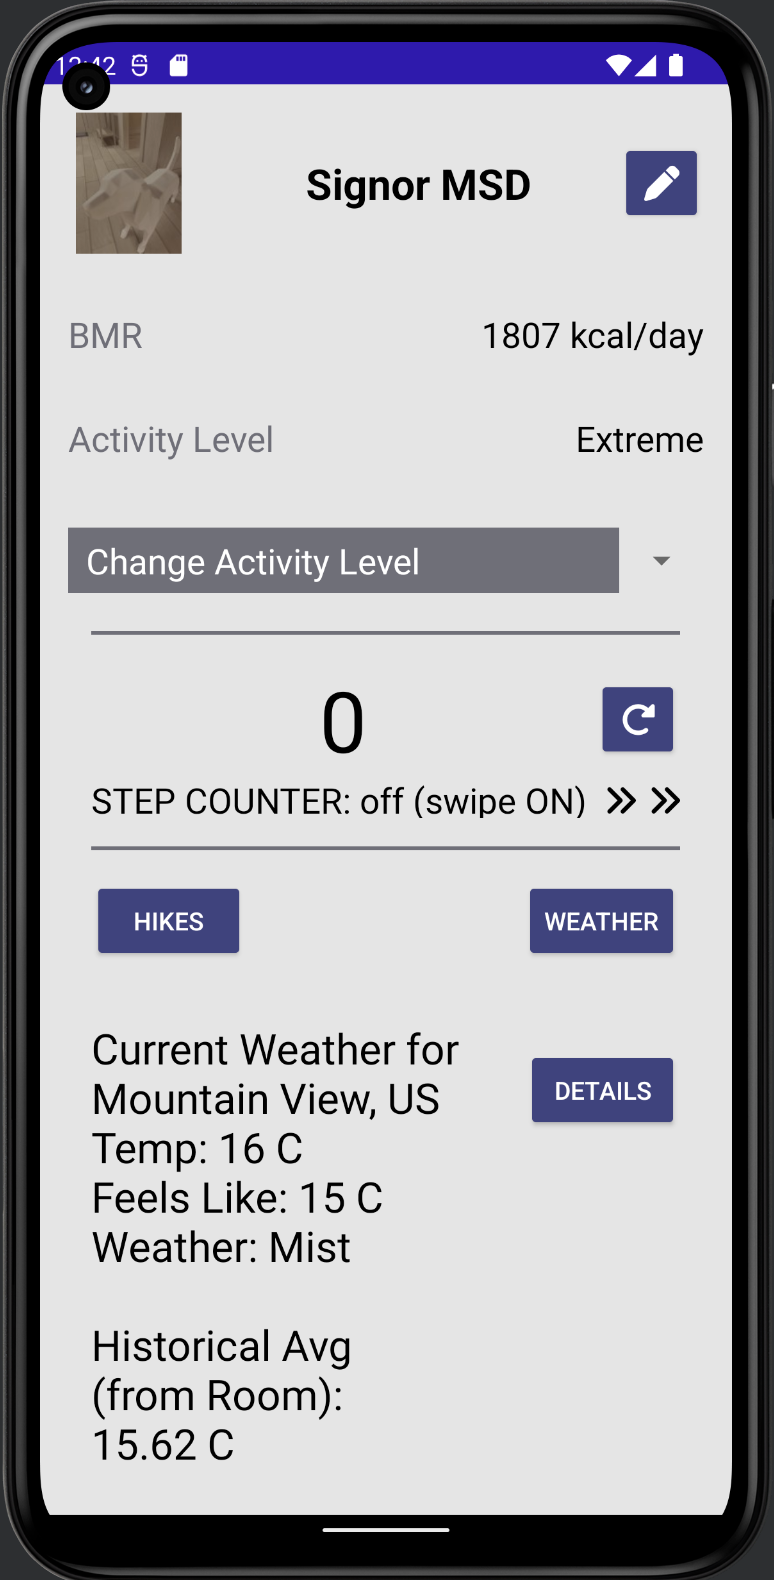 12:42
Signor MSD
BMR
1807 kcal/day
Activity Level
Extreme
Change Activity Level
0
STEP COUNTER: off (swipe ON)
HIKES
WEATHER
Current Weather for
Mountain View, US
Temp: 16 C
Feels Like: 15 C
Weather: Mist
DETAILS
Historical Avg
(from Room):
15.62 C